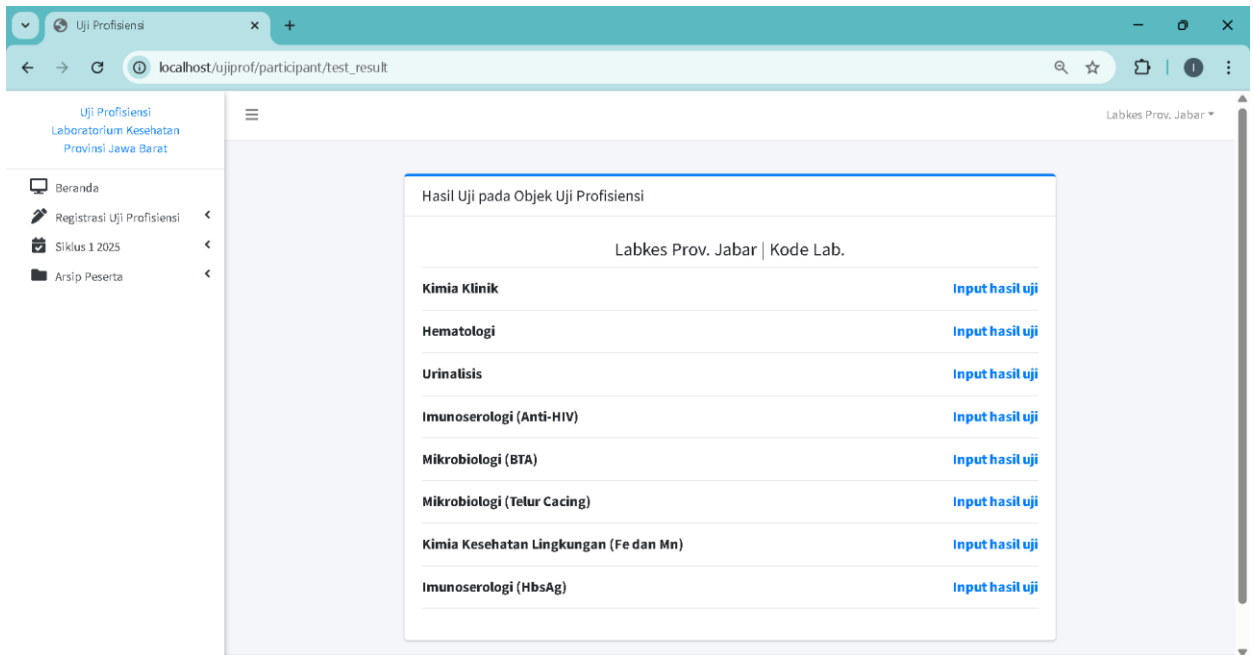 Uji Profisiensi
localhost/ujiprof/participant/test_result
I
Uji Profisiensi
Laboratorium Kesehatan
Provinsi Jawa Barat
Labkes Prov. Jabar
Beranda
Registrasi Uji Profisiensi
Siklus 1 2025
Arsip Peserta
Hasil Uji pada Objek Uji Profisiensi
Labkes Prov. Jabar | Kode Lab.
Kimia Klinik Input hasil uji
Hematologi Input hasil uji
Urinalisis Input hasil uji
Imunoserologi (Anti-HIV) Input hasil uji
Mikrobiologi (BTA) Input hasil uji
Mikrobiologi (Telur Cacing) Input hasil uji
Kimia Kesehatan Lingkungan (Fe dan Mn) Input hasil uji
Imunoserologi (HbsAg) Input hasil uji